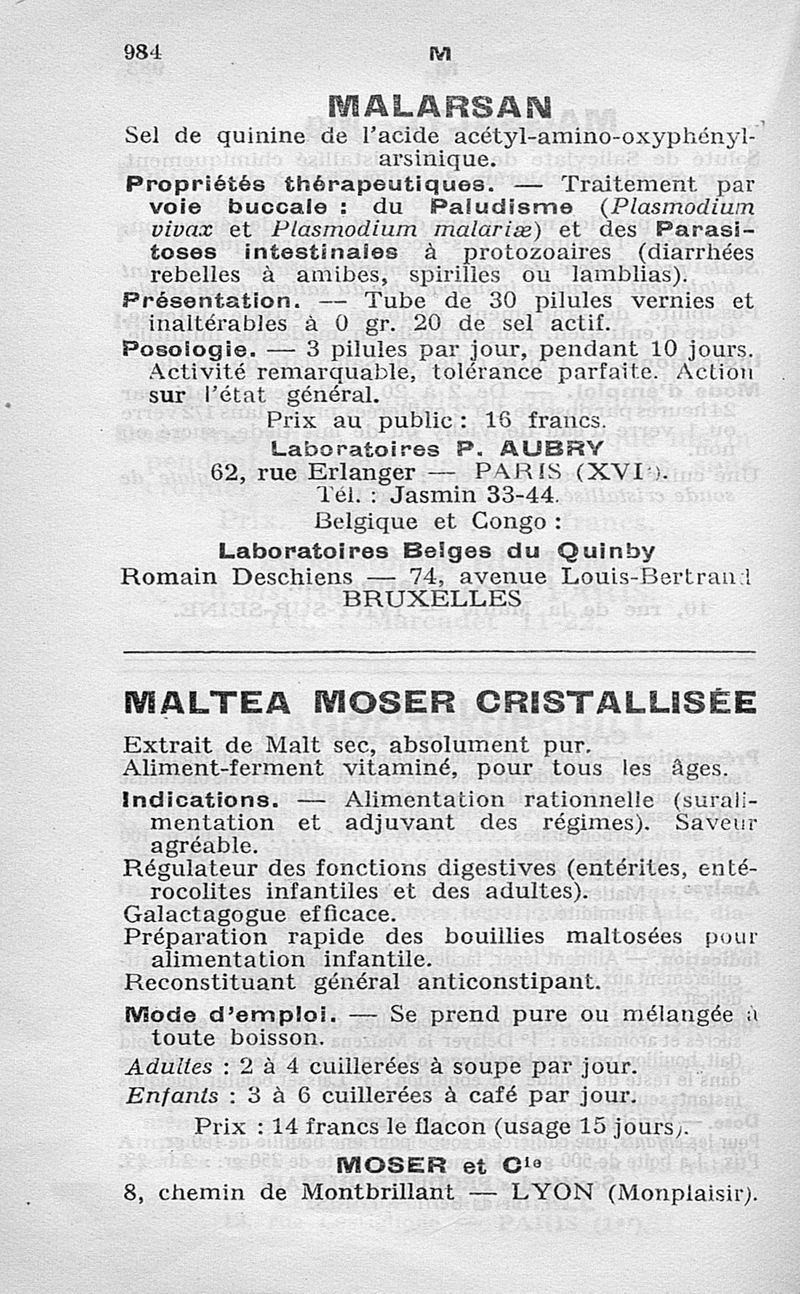 984
M
MALARSAN
Sel de quinine de l'acide acétyl-amino-oxyphényl-
arsinique.
Propriétés thérapeutiques. — Traitement par
voie buccale : du Paludisme (Plasmodium
vivax et Plasmodium malariæ) et des Parasi-
toses intestinales à protozoaires (diarrhées
rebelles à amibes, spirilles ou lamblias).
Présentation. — Tube de 30 pilules vernies et
inaltérables à 0 gr. 20 de sel actif.
Posologie. — 3 pilules par jour, pendant 10 jours.
Activité remarquable, tolérance parfaite. Action
sur l'état général.
Prix au public : 16 francs.
Laboratoires P. AUBRY
62, rue Erlanger — PARIS (XVIe).
Tél. : Jasmin 33-44.
Belgique et Congo :
Laboratoires Belges du Quinby
Romain Deschiens — 74, avenue Louis-Bertrand
BRUXELLES
MALTEA MOSER CRISTALLISÉE
Extrait de Malt sec, absolument pur.
Aliment-ferment vitaminé, pour tous les âges.
Indications. — Alimentation rationnelle (surali-
mentation et adjuvant des régimes). Saveur
agréable.
Régulateur des fonctions digestives (entérites, enté-
rocolites infantiles et des adultes).
Galactagogue efficace.
Préparation rapide des bouillies maltosées pour
alimentation infantile.
Reconstituant général anticonstipant.
Mode d'emploi. — Se prend pure ou mélangée à
toute boisson.
Adultes : 2 à 4 cuillerées à soupe par jour.
Enfants : 3 à 6 cuillerées à café par jour.
Prix : 14 francs le flacon (usage 15 jours).
MOSER et Cie
8, chemin de Montbrillant — LYON (Monplaisir).